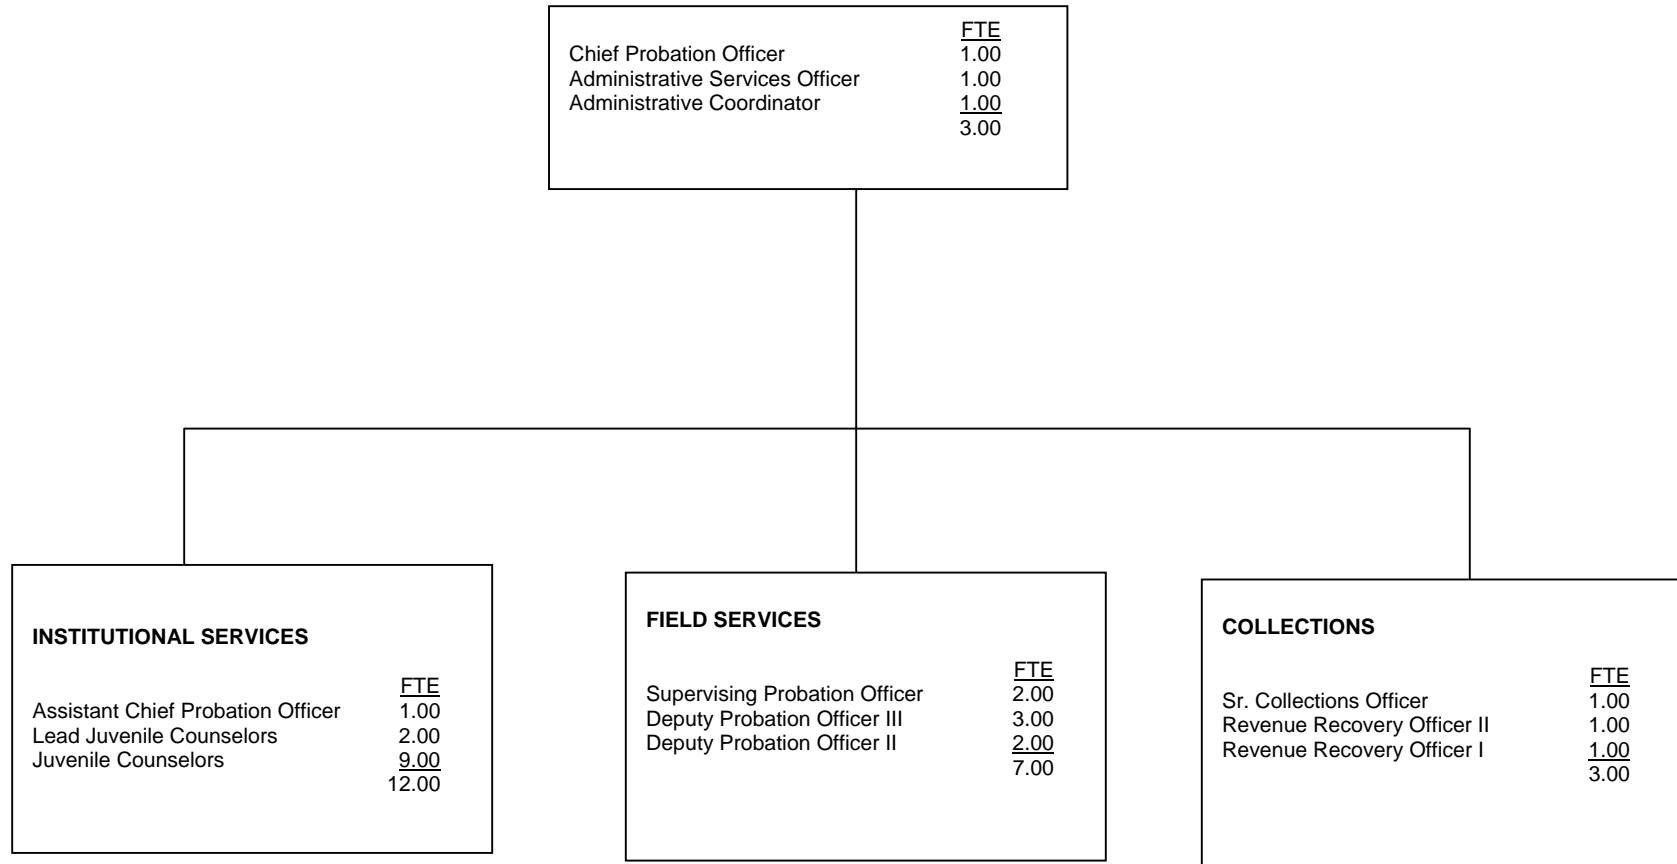 FTE
Chief Probation Officer 1.00
Administrative Services Officer 1.00
Administrative Coordinator 1.00
3.00
INSTITUTIONAL SERVICES
FTE
Assistant Chief Probation Officer 1.00
Lead Juvenile Counselors 2.00
Juvenile Counselors 9.00
12.00
FIELD SERVICES
FTE
Supervising Probation Officer 2.00
Deputy Probation Officer III 3.00
Deputy Probation Officer II 2.00
7.00
COLLECTIONS
FTE
Sr. Collections Officer 1.00
Revenue Recovery Officer II 1.00
Revenue Recovery Officer I 1.00
3.00